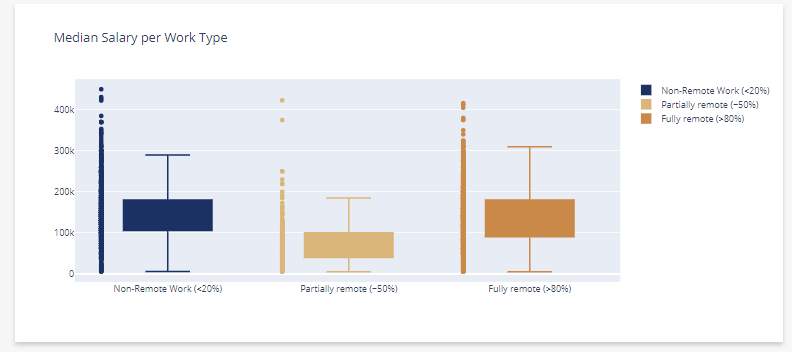 Median Salary per Work Type
Non-Remote Work (<20%)
Partially remote (~50%)
Fully remote (>80%)
400k
300k
200k
100k
0
Non-Remote Work (<20%)
Partially remote (~50%)
Fully remote (>80%)